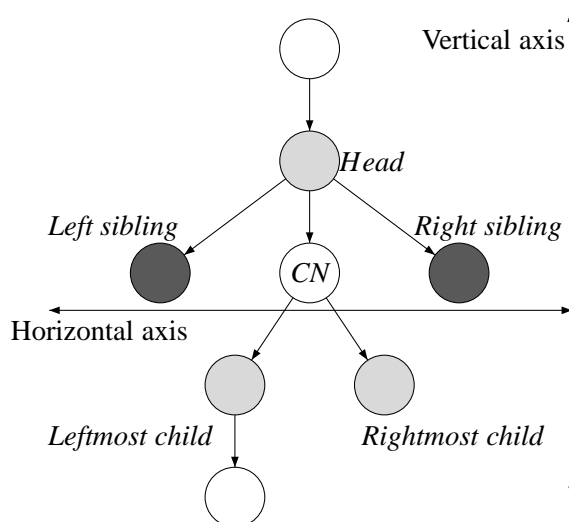 Vertical axis
Head
Left sibling
Right sibling
CN
Horizontal axis
Leftmost child
Rightmost child